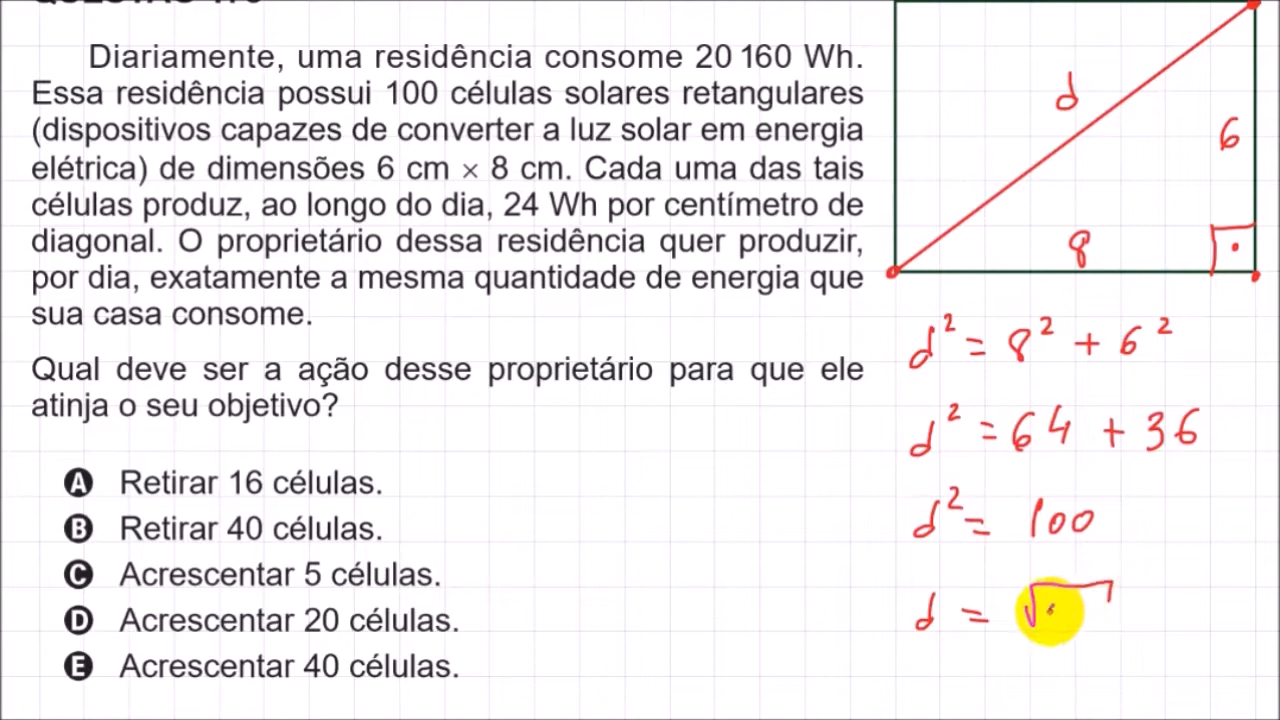 Diariamente, uma residência consome 20 160 Wh.
Essa residência possui 100 células solares retangulares
(dispositivos capazes de converter a luz solar em energia
elétrica) de dimensões 6 cm × 8 cm. Cada uma das tais
células produz, ao longo do dia, 24 Wh por centímetro de
diagonal. O proprietário dessa residência quer produzir,
por dia, exatamente a mesma quantidade de energia que
sua casa consome.
Qual deve ser a ação desse proprietário para que ele
atinja o seu objetivo?
A Retirar 16 células.
B Retirar 40 células.
C Acrescentar 5 células.
D Acrescentar 20 células.
E Acrescentar 40 células.
d
6
8
d² = 8² + 6²
d² = 64 + 36
d² = 100
d = √